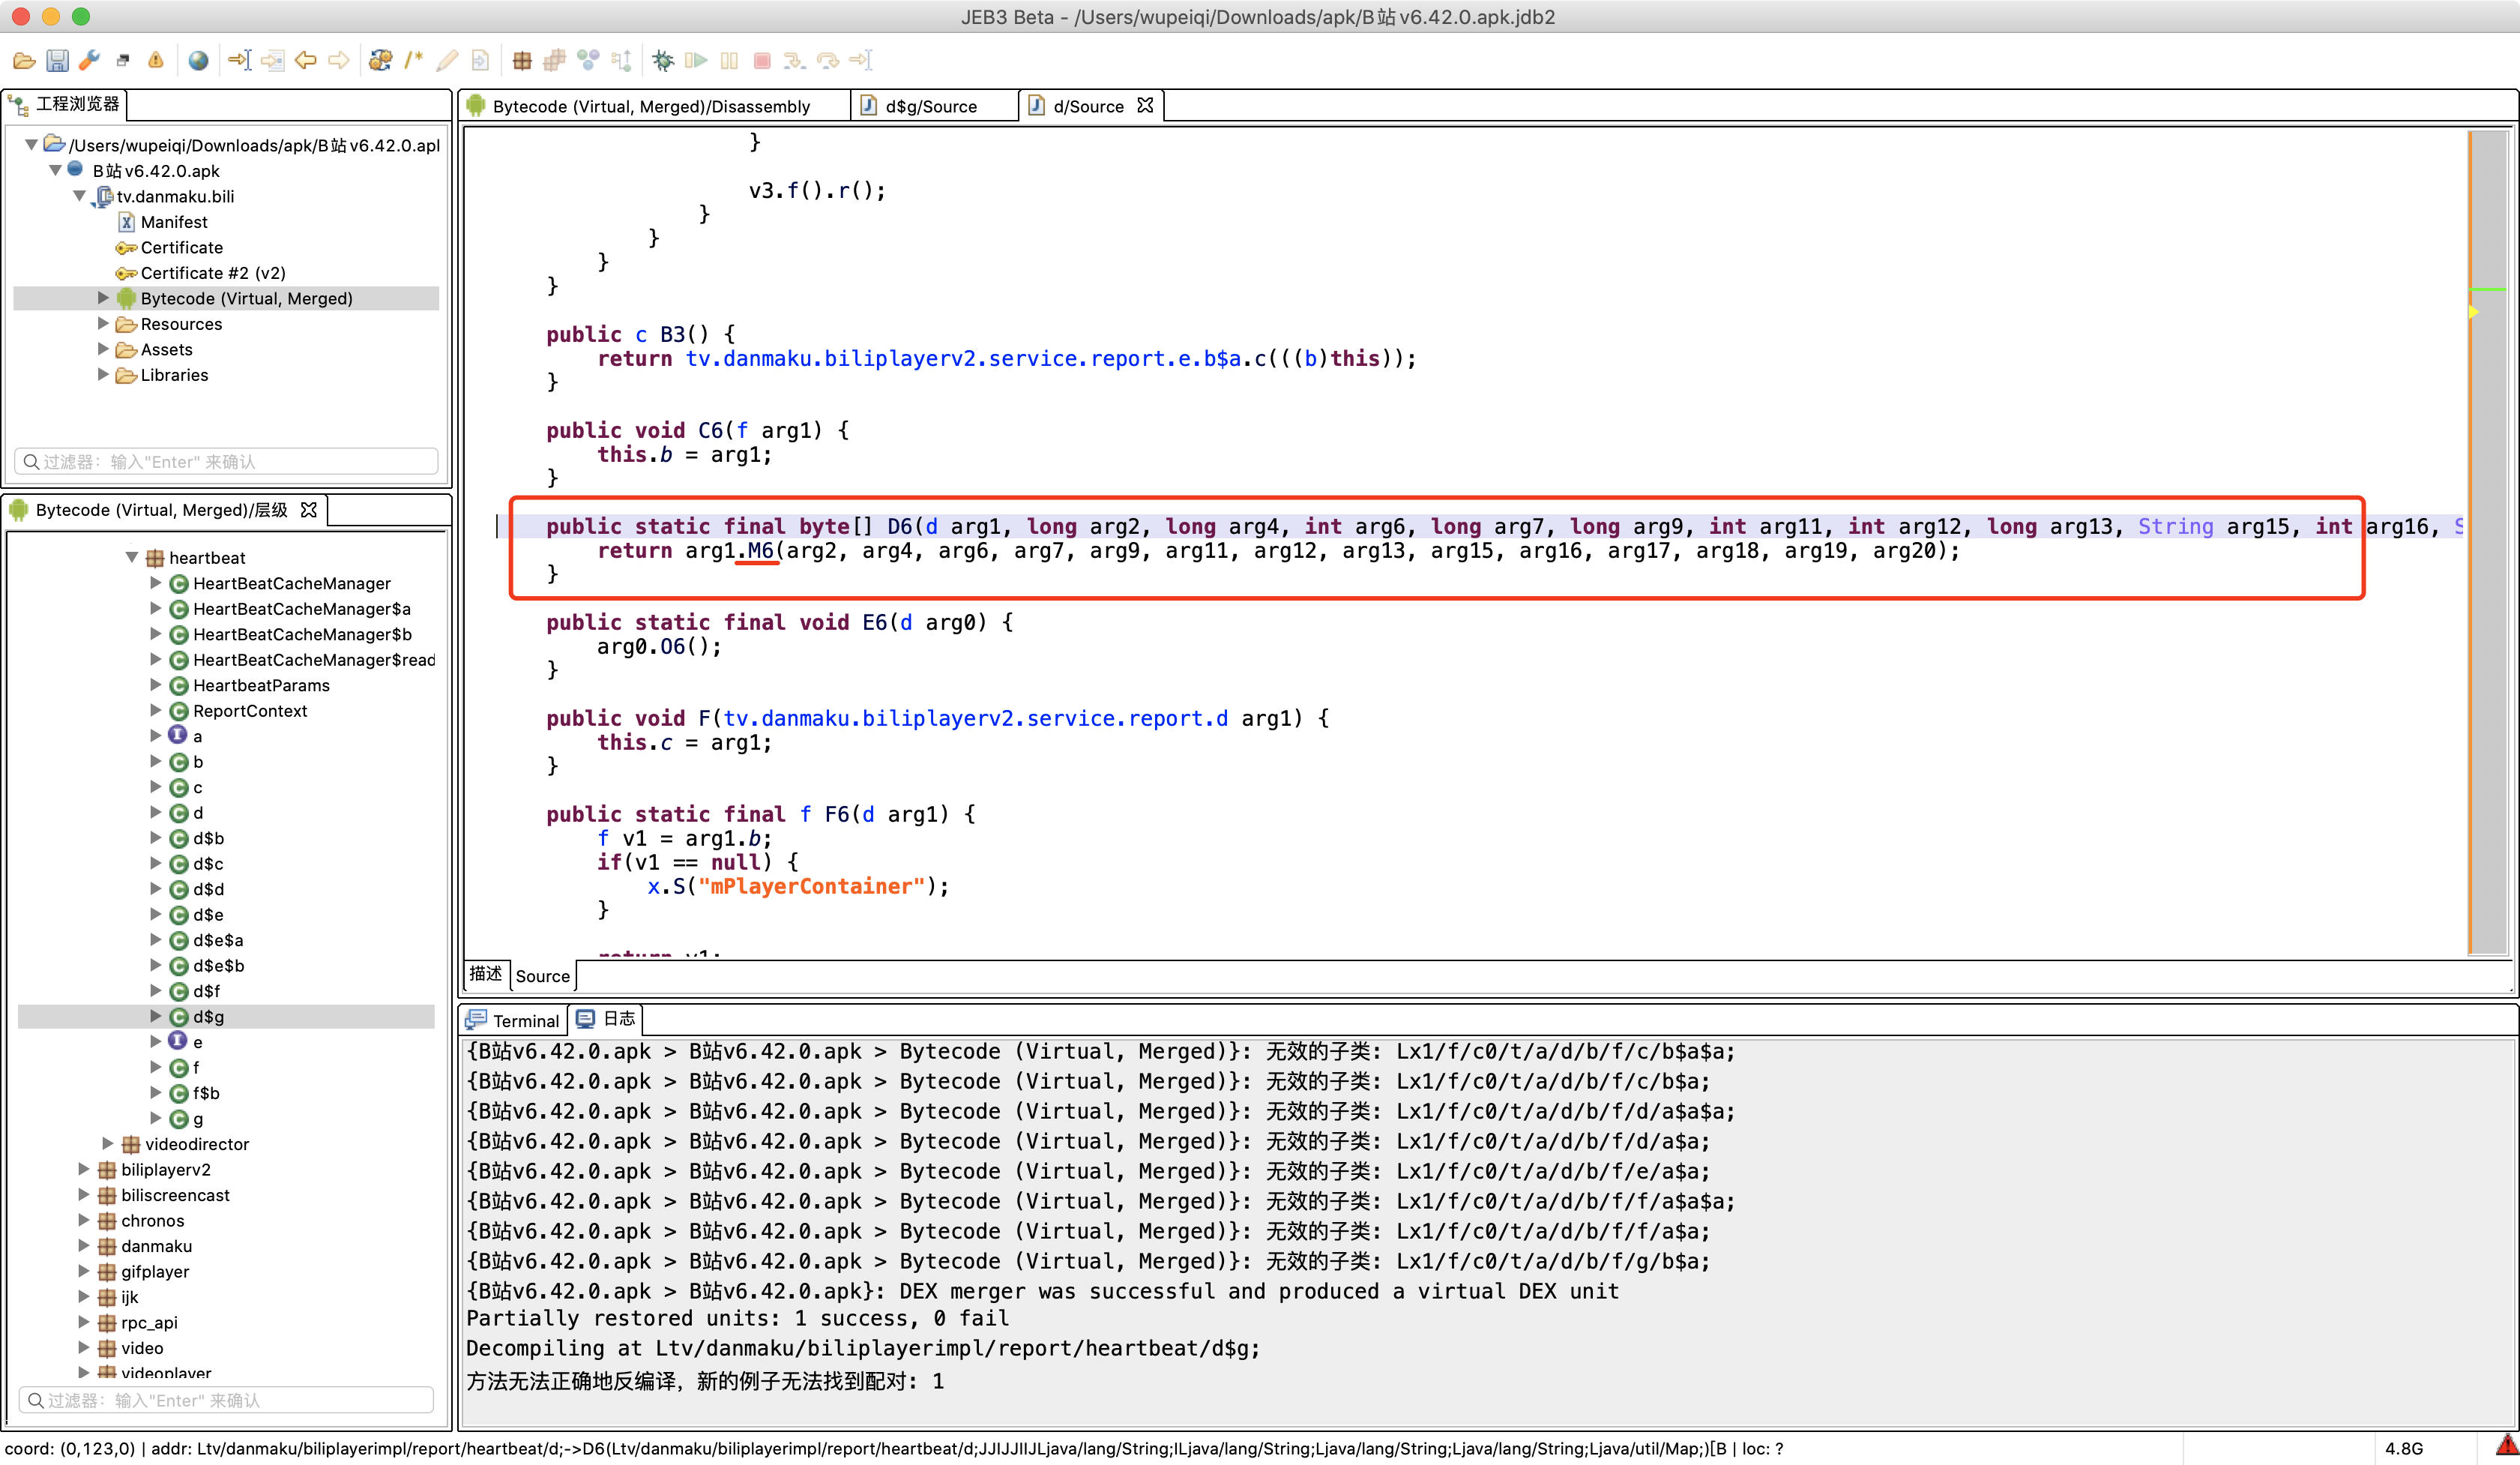 JEB3 Beta - /Users/wupeiqi/Downloads/apk/B站v6.42.0.apk.jdb2
工程浏览器
/Users/wupeiqi/Downloads/apk/B站v6.42.0.apl
B站v6.42.0.apk
tv.danmaku.bili
Manifest
Certificate
Certificate #2 (v2)
Bytecode (Virtual, Merged)
Resources
Assets
Libraries
过滤器：输入"Enter" 来确认
Bytecode (Virtual, Merged)/层级
heartbeat
HeartBeatCacheManager
HeartBeatCacheManager$a
HeartBeatCacheManager$b
HeartBeatCacheManager$read
HeartbeatParams
ReportContext
a
b
c
d
d$b
d$c
d$d
d$e
d$e$a
d$e$b
d$f
d$g
e
f
f$b
g
videodirector
biliplayerv2
biliscreencast
chronos
danmaku
gifplayer
ijk
rpc_api
video
videoplayer
过滤器：输入"Enter" 来确认
Bytecode (Virtual, Merged)/Disassembly
d$g/Source
d/Source
}
v3.f().r();
}
}
}
}
public c B3() {
return tv.danmaku.biliplayerv2.service.report.e.b$a.c(((b)this));
}
public void C6(f arg1) {
this.b = arg1;
}
public static final byte[] D6(d arg1, long arg2, long arg4, int arg6, long arg7, long arg9, int arg11, int arg12, long arg13, String arg15, int arg16, S
return arg1.M6(arg2, arg4, arg6, arg7, arg9, arg11, arg12, arg13, arg15, arg16, arg17, arg18, arg19, arg20);
}
public static final void E6(d arg0) {
arg0.O6();
}
public void F(tv.danmaku.biliplayerv2.service.report.d arg1) {
this.c = arg1;
}
public static final f F6(d arg1) {
f v1 = arg1.b;
if(v1 == null) {
x.S("mPlayerContainer");
}
return v1;
描述
Source
Terminal
日志
{B站v6.42.0.apk > B站v6.42.0.apk > Bytecode (Virtual, Merged)}: 无效的子类: Lx1/f/c0/t/a/d/b/f/c/b$a$a;
{B站v6.42.0.apk > B站v6.42.0.apk > Bytecode (Virtual, Merged)}: 无效的子类: Lx1/f/c0/t/a/d/b/f/c/b$a;
{B站v6.42.0.apk > B站v6.42.0.apk > Bytecode (Virtual, Merged)}: 无效的子类: Lx1/f/c0/t/a/d/b/f/d/a$a$a;
{B站v6.42.0.apk > B站v6.42.0.apk > Bytecode (Virtual, Merged)}: 无效的子类: Lx1/f/c0/t/a/d/b/f/d/a$a;
{B站v6.42.0.apk > B站v6.42.0.apk > Bytecode (Virtual, Merged)}: 无效的子类: Lx1/f/c0/t/a/d/b/f/e/a$a;
{B站v6.42.0.apk > B站v6.42.0.apk > Bytecode (Virtual, Merged)}: 无效的子类: Lx1/f/c0/t/a/d/b/f/f/a$a$a;
{B站v6.42.0.apk > B站v6.42.0.apk > Bytecode (Virtual, Merged)}: 无效的子类: Lx1/f/c0/t/a/d/b/f/f/a$a;
{B站v6.42.0.apk > B站v6.42.0.apk > Bytecode (Virtual, Merged)}: 无效的子类: Lx1/f/c0/t/a/d/b/f/g/b$a;
{B站v6.42.0.apk > B站v6.42.0.apk}: DEX merger was successful and produced a virtual DEX unit
Partially restored units: 1 success, 0 fail
Decompiling at Ltv/danmaku/biliplayerimpl/report/heartbeat/d$g;
方法无法正确地反编译，新的例子无法找到配对: 1
coord: (0,123,0) | addr: Ltv/danmaku/biliplayerimpl/report/heartbeat/d;->D6(Ltv/danmaku/biliplayerimpl/report/heartbeat/d;JJIJJIIJLjava/lang/String;ILjava/lang/String;Ljava/lang/String;Ljava/lang/String;Ljava/util/Map;)[B | loc: ?
4.8G